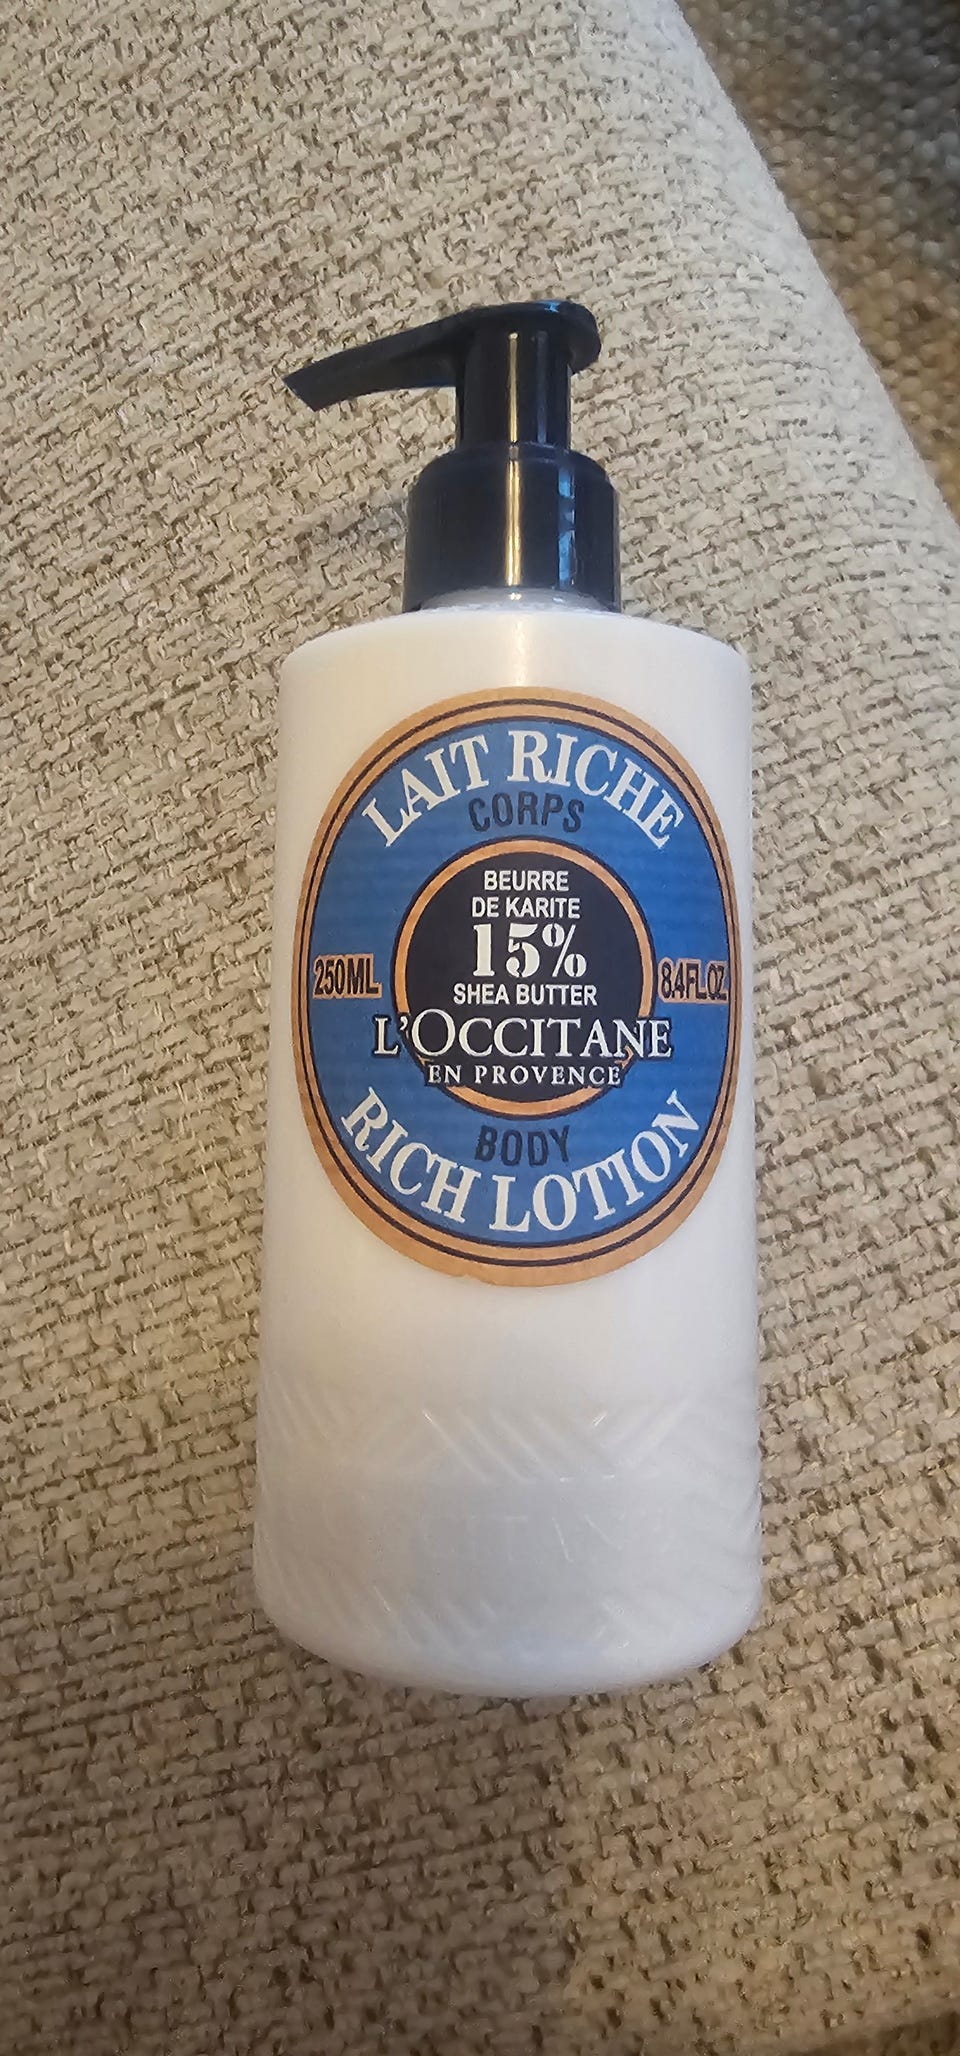 LAIT RICHE
CORPS
BEURRE
DE KARITE
15%
SHEA BUTTER
250ML
8.4FL.OZ
L'OCCITANE
EN PROVENCE
BODY
RICH LOTION